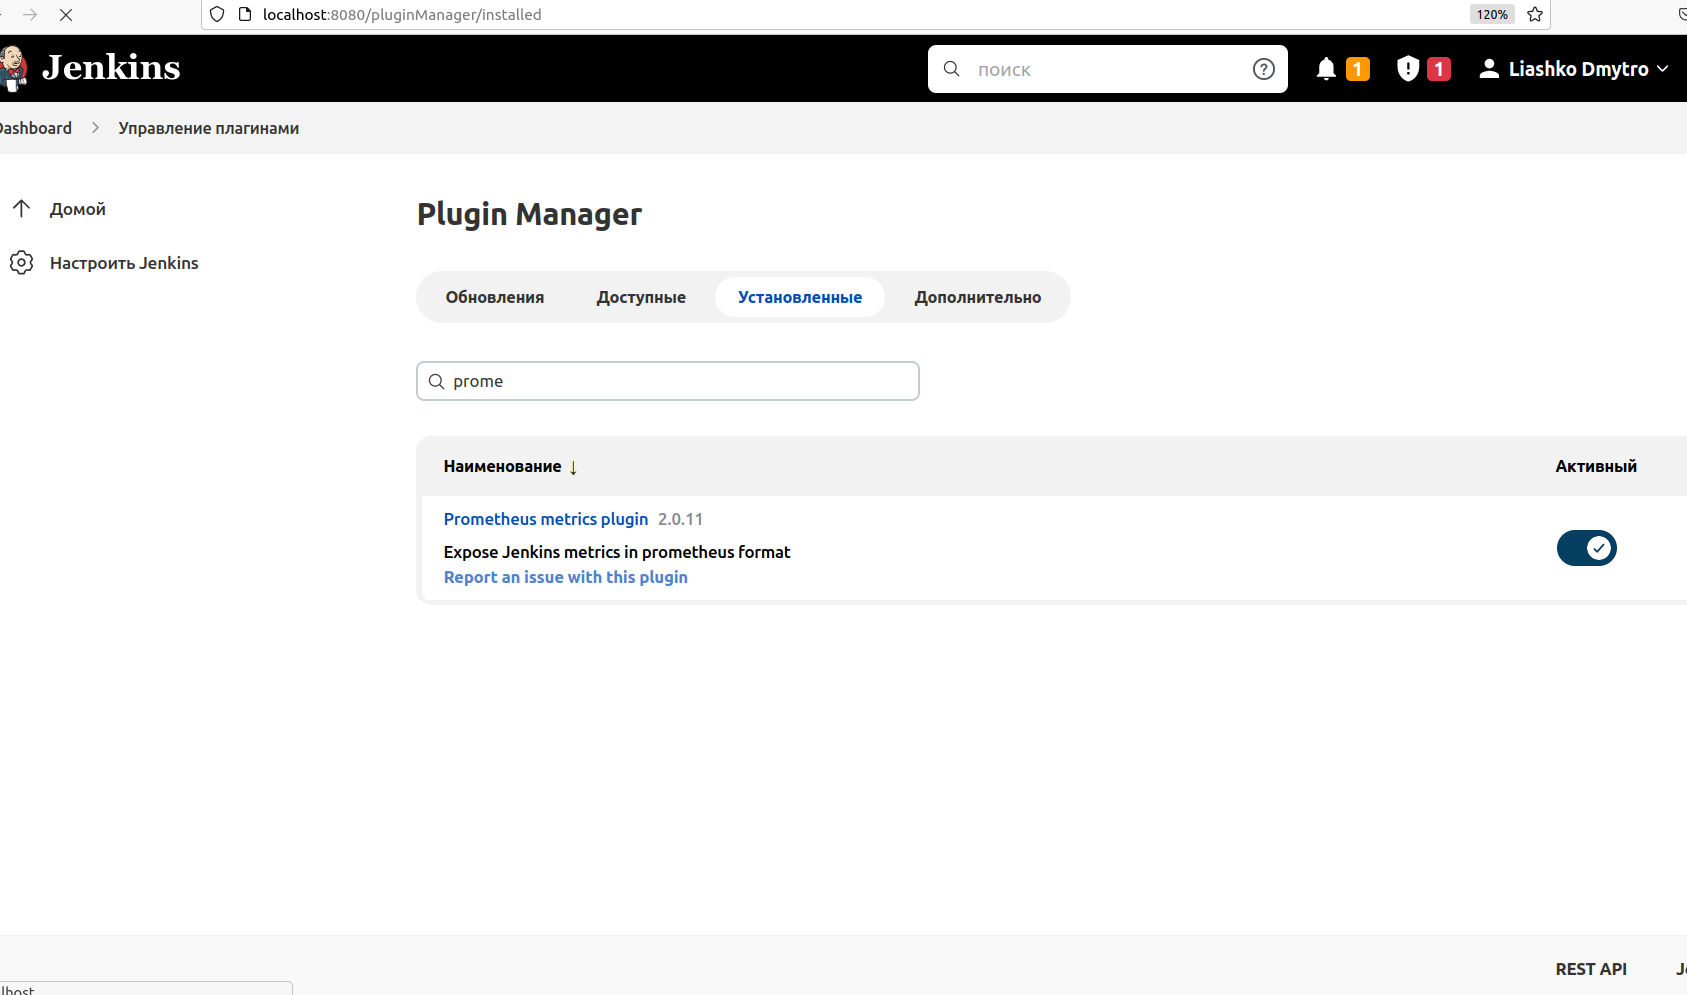 localhost:8080/pluginManager/installed
120%
Jenkins
поиск
1
1
Liashko Dmytro
Dashboard
Управление плагинами
Домой
Настроить Jenkins
Plugin Manager
Обновления
Доступные
Установленные
Дополнительно
prome
Наименование ↓
Активный
Prometheus metrics plugin 2.0.11
Expose Jenkins metrics in prometheus format
Report an issue with this plugin
REST API